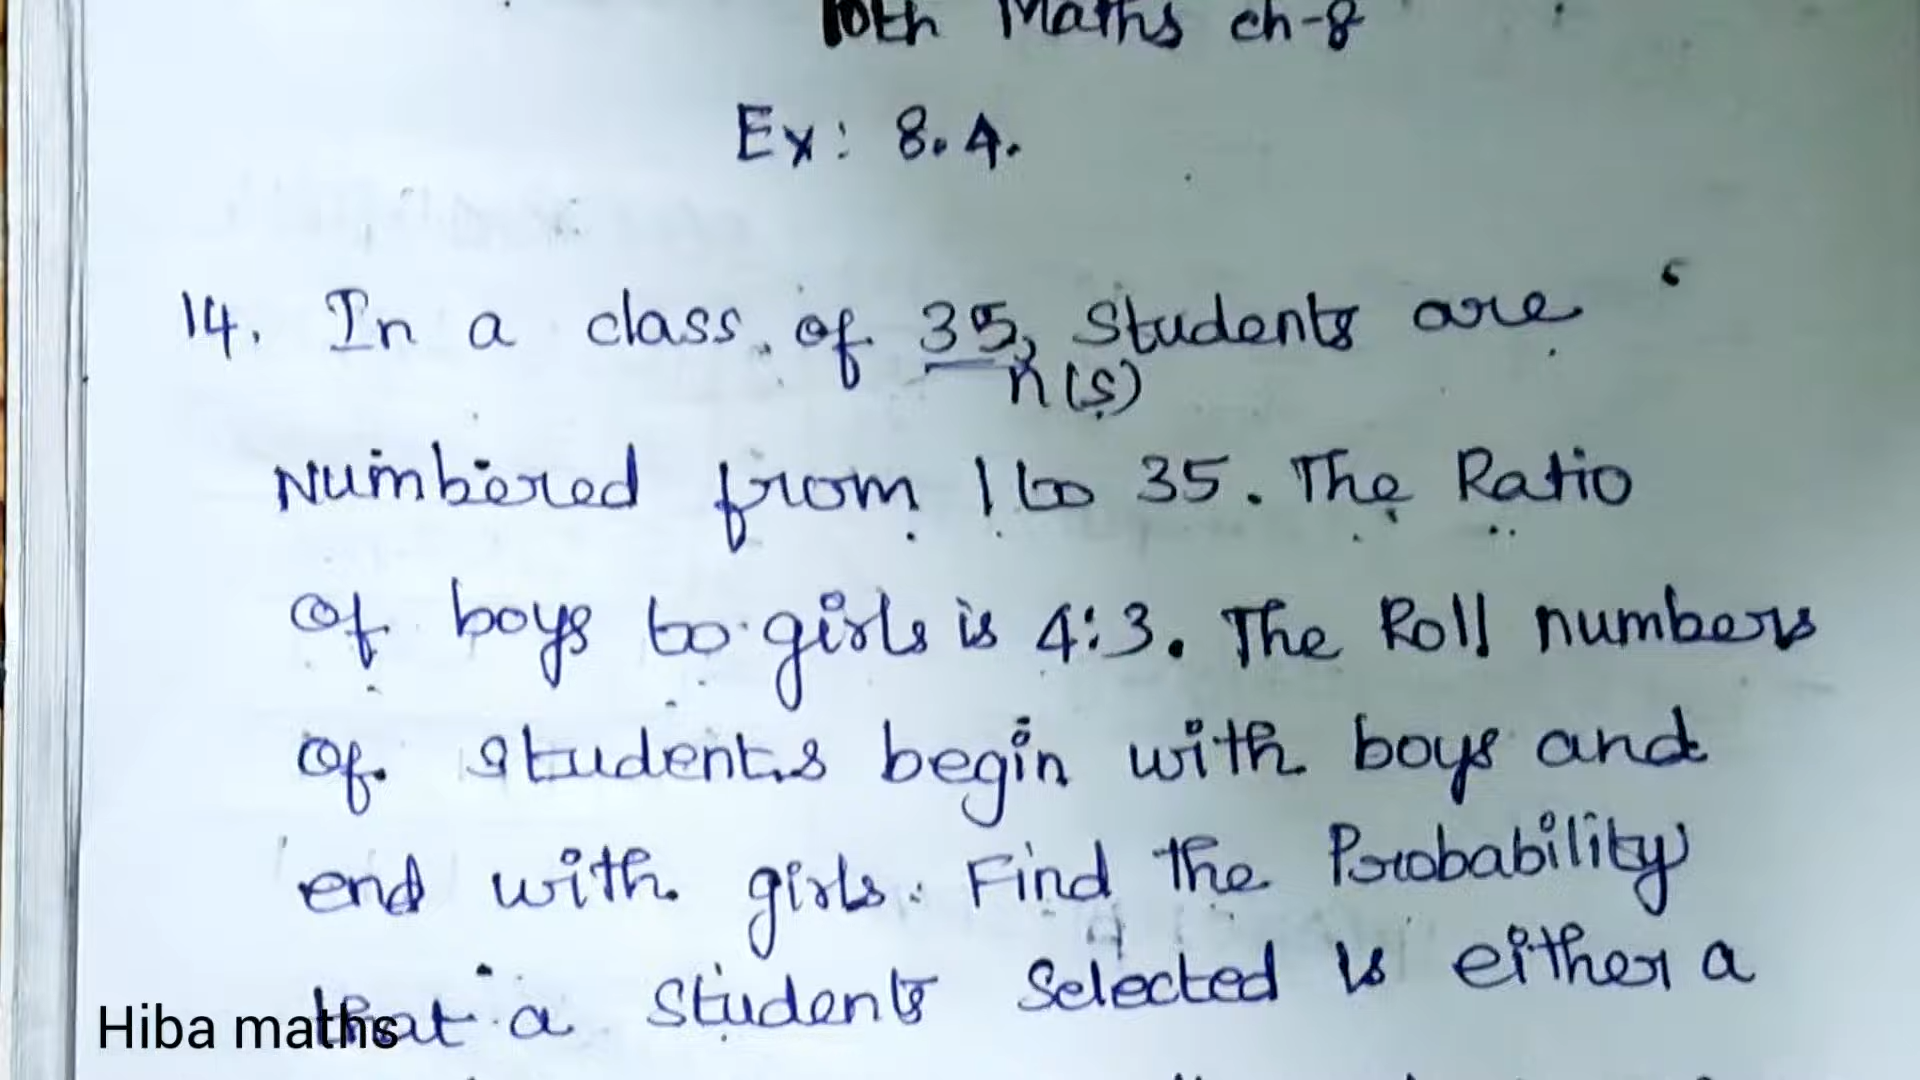 10th Maths ch-8
Ex: 8.4.
14. In a class of 35, Students are
n(s)
Numbered from 1 to 35. The Ratio
of boys to girls is 4:3. The Roll numbers
of students begin with boys and
end with girls. Find the Probability
that a students Selected is either a
Hiba maths